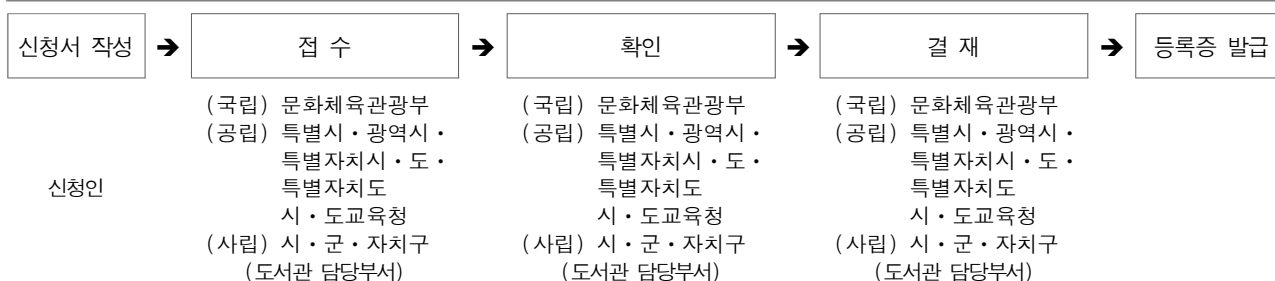 신청서 작성 ➔ 접 수 ➔ 확인 ➔ 결 재 ➔ 등록증 발급
신청인
(국립) 문화체육관광부
(공립) 특별시・광역시・
특별자치시・도・
특별자치도
시・도교육청
(사립) 시・군・자치구
(도서관 담당부서)
(국립) 문화체육관광부
(공립) 특별시・광역시・
특별자치시・도・
특별자치도
시・도교육청
(사립) 시・군・자치구
(도서관 담당부서)
(국립) 문화체육관광부
(공립) 특별시・광역시・
특별자치시・도・
특별자치도
시・도교육청
(사립) 시・군・자치구
(도서관 담당부서)